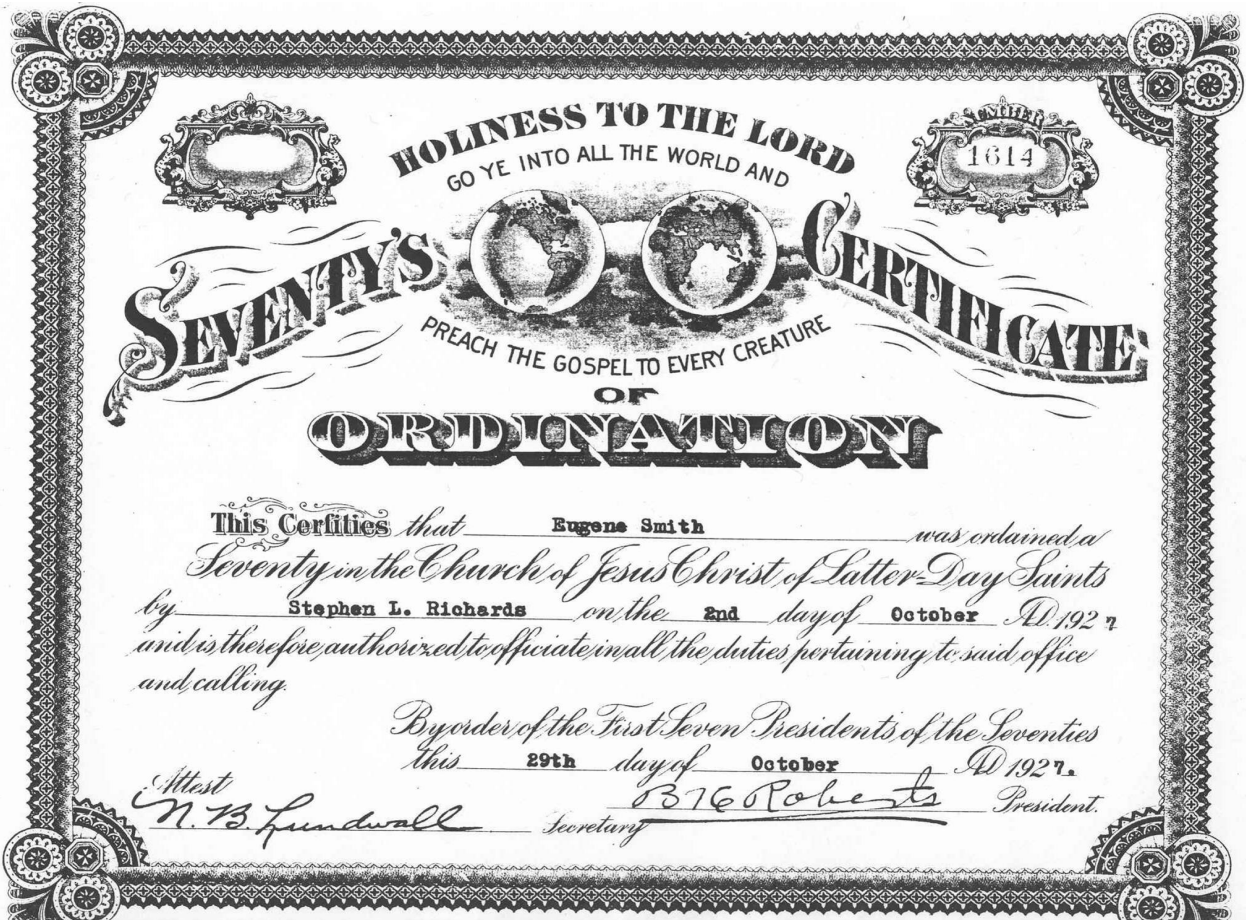 HOLINESS TO THE LORD
NUMBER
1614
GO YE INTO ALL THE WORLD AND
SEVENTY'S CERTIFICATE
PREACH THE GOSPEL TO EVERY CREATURE
OF
ORDINATION
This Certifies that Eugene Smith was ordained a
Seventy in the Church of Jesus Christ of Latter-Day Saints
by Stephen L. Richards on the 2nd day of October A.D. 1927
and is therefore authorized to officiate in all the duties pertaining to said office
and calling.
By order of the First Seven Presidents of the Seventies
this 29th day of October AD 1927.
Attest
B H Roberts President.
N. B. Lundwall Secretary